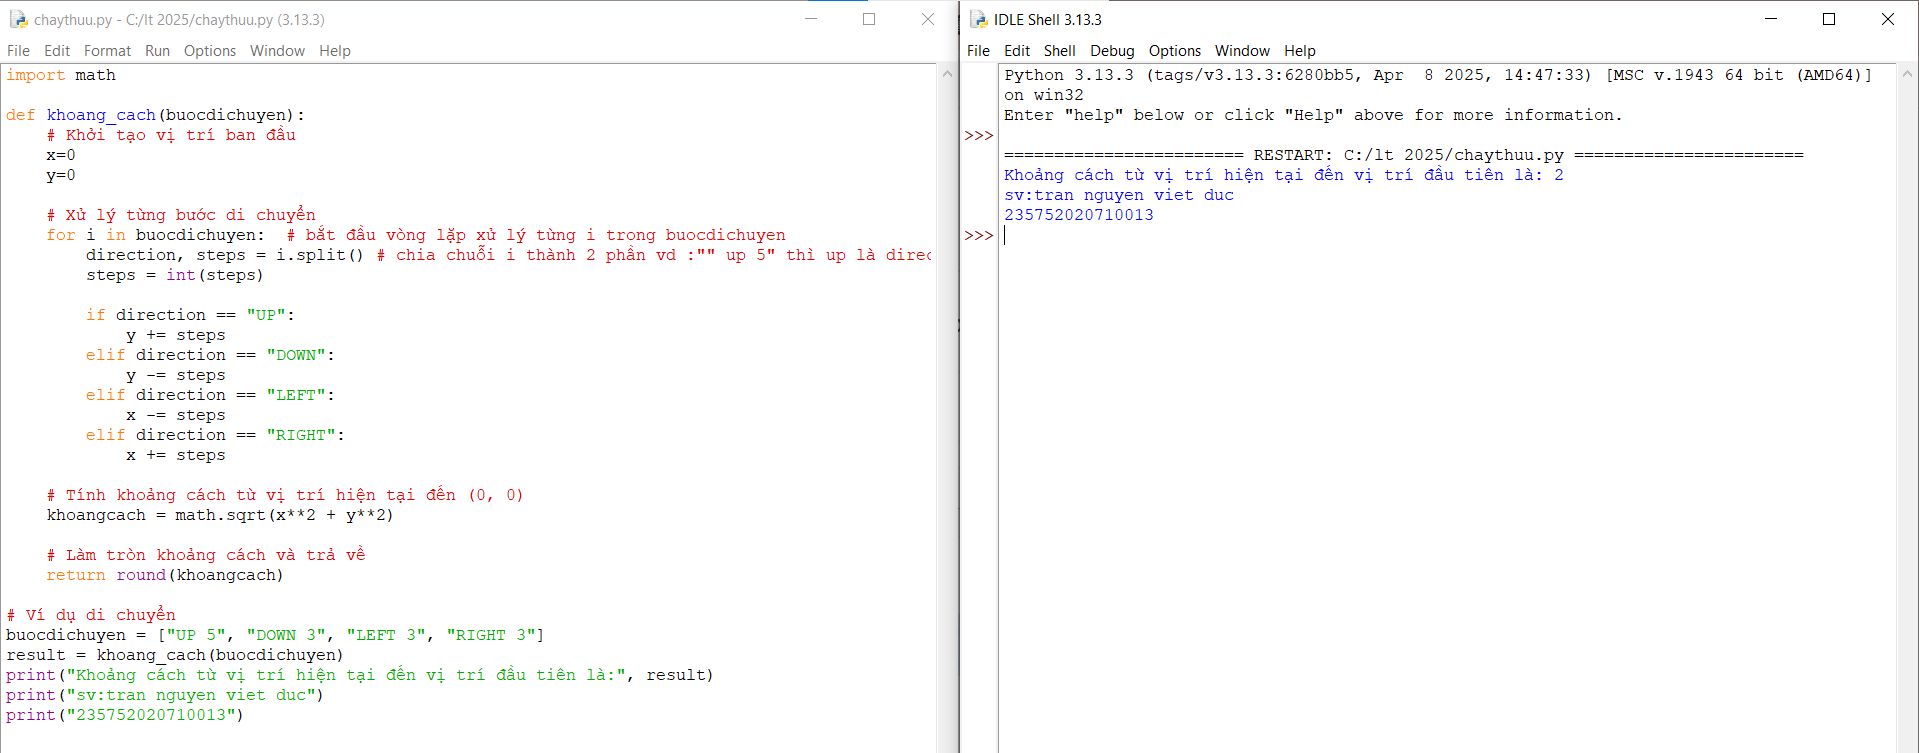 chaythuu.py - C:/lt 2025/chaythuu.py (3.13.3)
File Edit Format Run Options Window Help
import math

def khoang_cach(buocdichuyen):
    # Khởi tạo vị trí ban đầu
    x=0
    y=0

    # Xử lý từng bước di chuyển
    for i in buocdichuyen:  # bắt đầu vòng lặp xử lý từng i trong buocdichuyen
        direction, steps = i.split() # chia chuỗi i thành 2 phần vd :"" up 5" thì up là direc
        steps = int(steps)

        if direction == "UP":
            y += steps
        elif direction == "DOWN":
            y -= steps
        elif direction == "LEFT":
            x -= steps
        elif direction == "RIGHT":
            x += steps

    # Tính khoảng cách từ vị trí hiện tại đến (0, 0)
    khoangcach = math.sqrt(x**2 + y**2)

    # Làm tròn khoảng cách và trả về
    return round(khoangcach)

# Ví dụ di chuyển
buocdichuyen = ["UP 5", "DOWN 3", "LEFT 3", "RIGHT 3"]
result = khoang_cach(buocdichuyen)
print("Khoảng cách từ vị trí hiện tại đến vị trí đầu tiên là:", result)
print("sv:tran nguyen viet duc")
print("235752020710013")
IDLE Shell 3.13.3
File Edit Shell Debug Options Window Help
Python 3.13.3 (tags/v3.13.3:6280bb5, Apr  8 2025, 14:47:33) [MSC v.1943 64 bit (AMD64)]
on win32
Enter "help" below or click "Help" above for more information.
>>>
======================== RESTART: C:/lt 2025/chaythuu.py =======================
Khoảng cách từ vị trí hiện tại đến vị trí đầu tiên là: 2
sv:tran nguyen viet duc
235752020710013
>>>